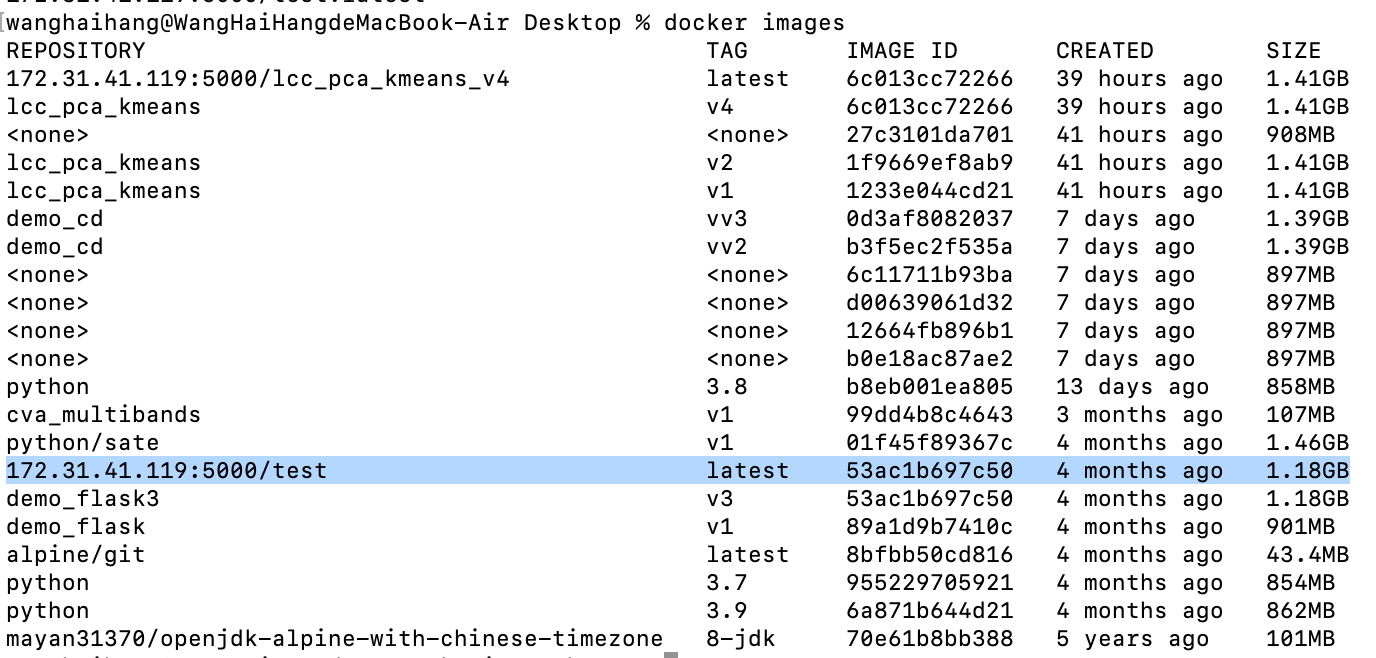 wanghaihang@WangHaiHangdeMacBook-Air Desktop % docker images
REPOSITORY TAG IMAGE ID CREATED SIZE
172.31.41.119:5000/lcc_pca_kmeans_v4 latest 6c013cc72266 39 hours ago 1.41GB
lcc_pca_kmeans v4 6c013cc72266 39 hours ago 1.41GB
<none> <none> 27c3101da701 41 hours ago 908MB
lcc_pca_kmeans v2 1f9669ef8ab9 41 hours ago 1.41GB
lcc_pca_kmeans v1 1233e044cd21 41 hours ago 1.41GB
demo_cd vv3 0d3af8082037 7 days ago 1.39GB
demo_cd vv2 b3f5ec2f535a 7 days ago 1.39GB
<none> <none> 6c11711b93ba 7 days ago 897MB
<none> <none> d00639061d32 7 days ago 897MB
<none> <none> 12664fb896b1 7 days ago 897MB
<none> <none> b0e18ac87ae2 7 days ago 897MB
python 3.8 b8eb001ea805 13 days ago 858MB
cva_multibands v1 99dd4b8c4643 3 months ago 107MB
python/sate v1 01f45f89367c 4 months ago 1.46GB
172.31.41.119:5000/test latest 53ac1b697c50 4 months ago 1.18GB
demo_flask3 v3 53ac1b697c50 4 months ago 1.18GB
demo_flask v1 89a1d9b7410c 4 months ago 901MB
alpine/git latest 8bfbb50cd816 4 months ago 43.4MB
python 3.7 955229705921 4 months ago 854MB
python 3.9 6a871b644d21 4 months ago 862MB
mayan31370/openjdk-alpine-with-chinese-timezone 8-jdk 70e61b8bb388 5 years ago 101MB